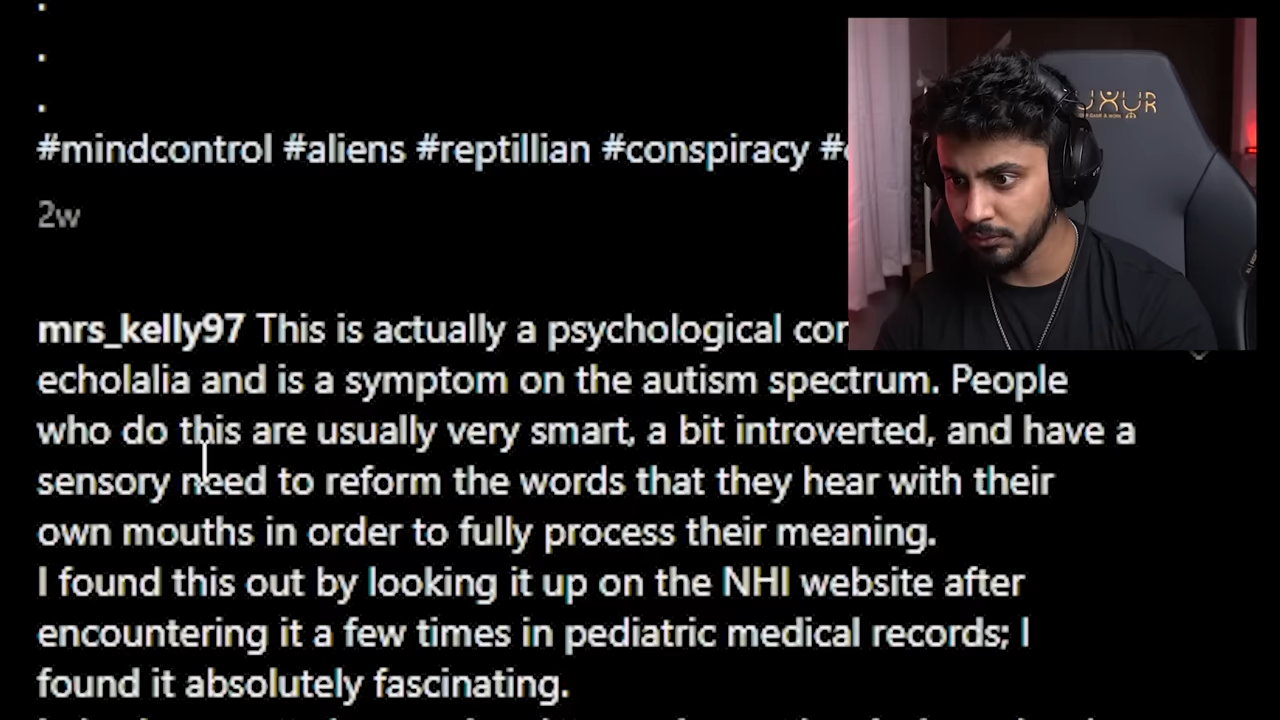 #mindcontrol #aliens #reptillian #conspiracy
2w
UXUR
mrs_kelly97 This is actually a psychological
echolalia and is a symptom on the autism spectrum. People
who do this are usually very smart, a bit introverted, and have a
sensory need to reform the words that they hear with their
own mouths in order to fully process their meaning.
I found this out by looking it up on the NHI website after
encountering it a few times in pediatric medical records; I
found it absolutely fascinating.